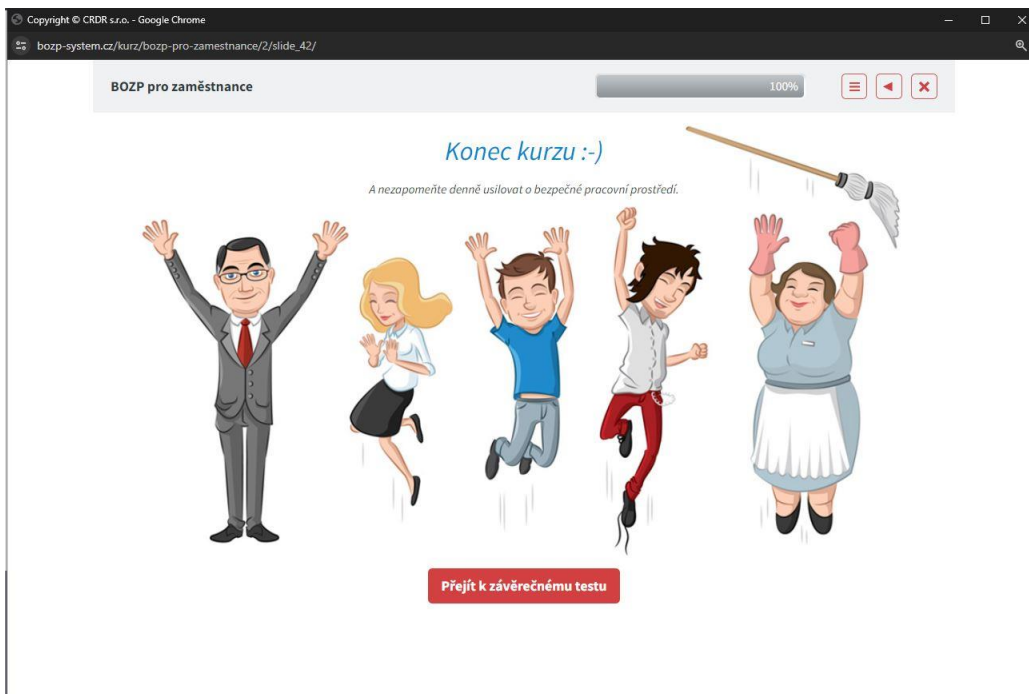 Copyright © CRDR s.r.o. - Google Chrome
bozp-system.cz/kurz/bozp-pro-zamestnance/2/slide_42/
BOZP pro zaměstnance
100%
Konec kurzu :-)
A nezapomeňte denně usilovat o bezpečné pracovní prostředí.
Přejít k závěrečnému testu